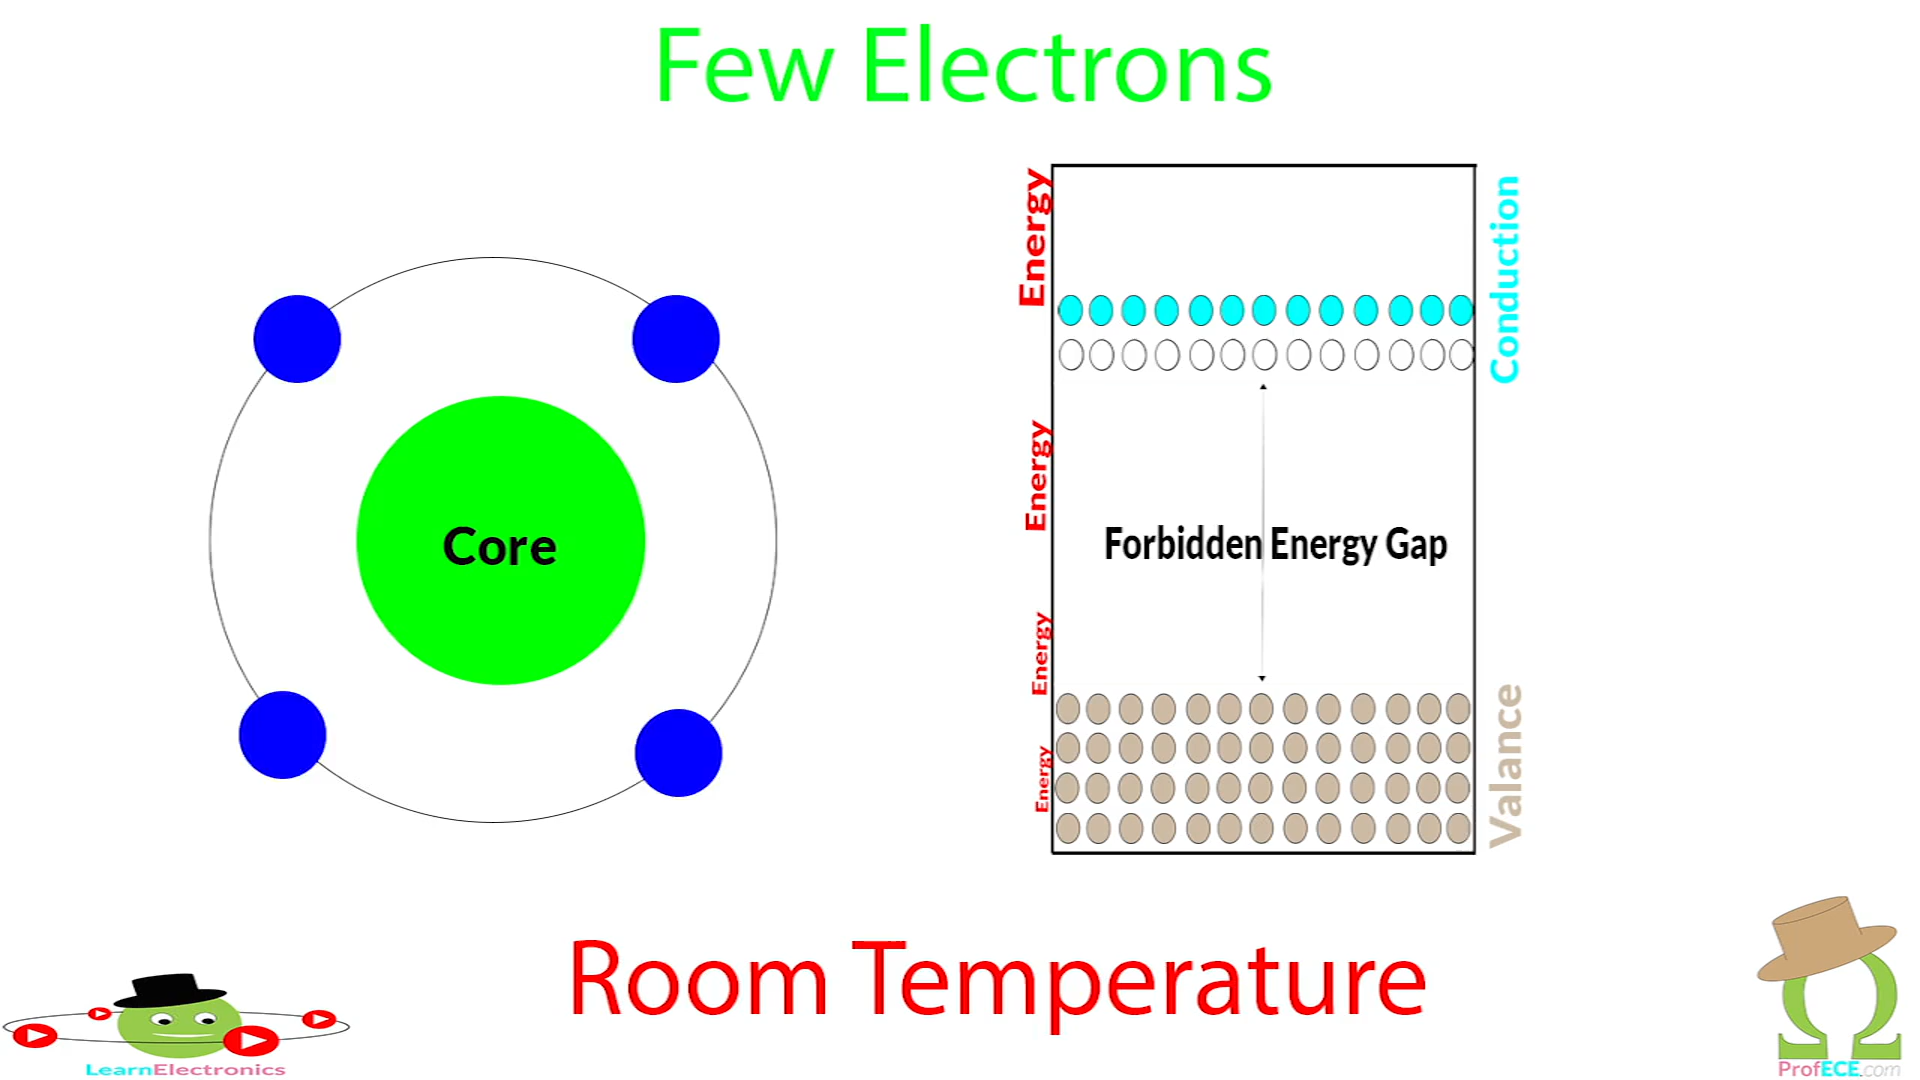 Few Electrons
Energy
Conduction
Energy
Core
Forbidden Energy Gap
Energy
Energy
Valance
Room Temperature
LearnElectronics
ProfECE.com